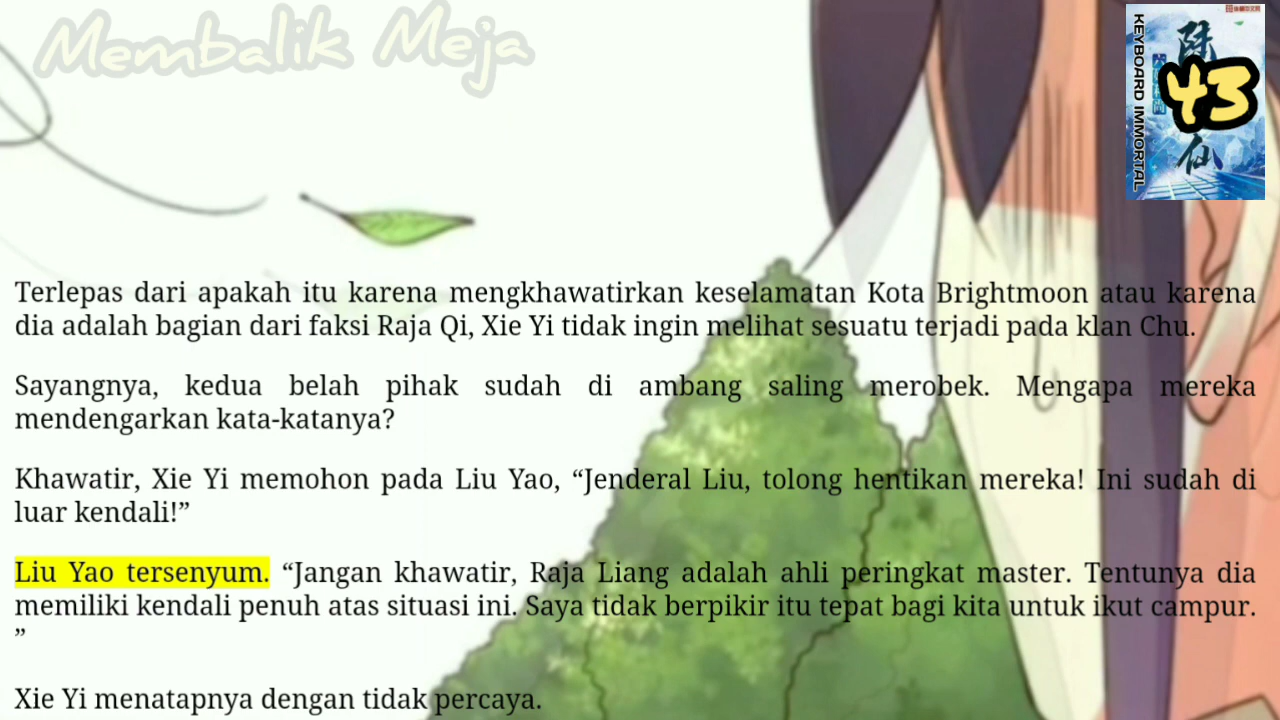 Membalik Meja
KEYBOARD IMMORTAL
陆
43
仙
Terlepas dari apakah itu karena mengkhawatirkan keselamatan Kota Brightmoon atau karena
dia adalah bagian dari faksi Raja Qi, Xie Yi tidak ingin melihat sesuatu terjadi pada klan Chu.
Sayangnya, kedua belah pihak sudah di ambang saling merobek. Mengapa mereka
mendengarkan kata-katanya?
Khawatir, Xie Yi memohon pada Liu Yao, “Jenderal Liu, tolong hentikan mereka! Ini sudah di
luar kendali!”
Liu Yao tersenyum. “Jangan khawatir, Raja Liang adalah ahli peringkat master. Tentunya dia
memiliki kendali penuh atas situasi ini. Saya tidak berpikir itu tepat bagi kita untuk ikut campur.
”
Xie Yi menatapnya dengan tidak percaya.